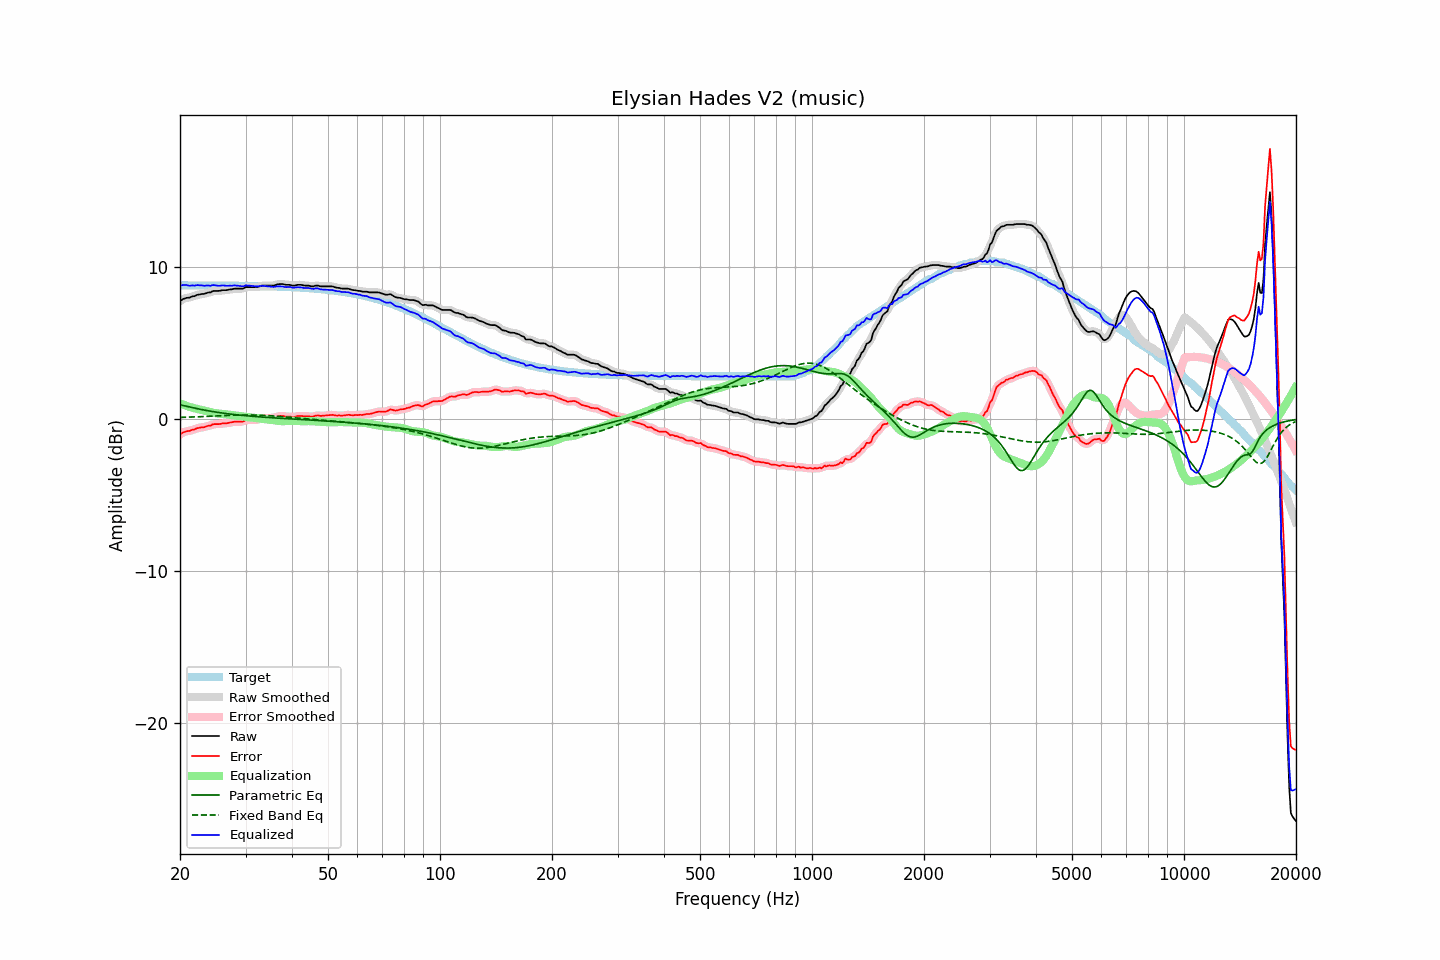 Elysian Hades V2 (music)
Amplitude (dBr)
10
0
−10
−20
Target
Raw Smoothed
Error Smoothed
Raw
Error
Equalization
Parametric Eq
Fixed Band Eq
Equalized
20 50 100 200 500 1000 2000 5000 10000 20000
Frequency (Hz)